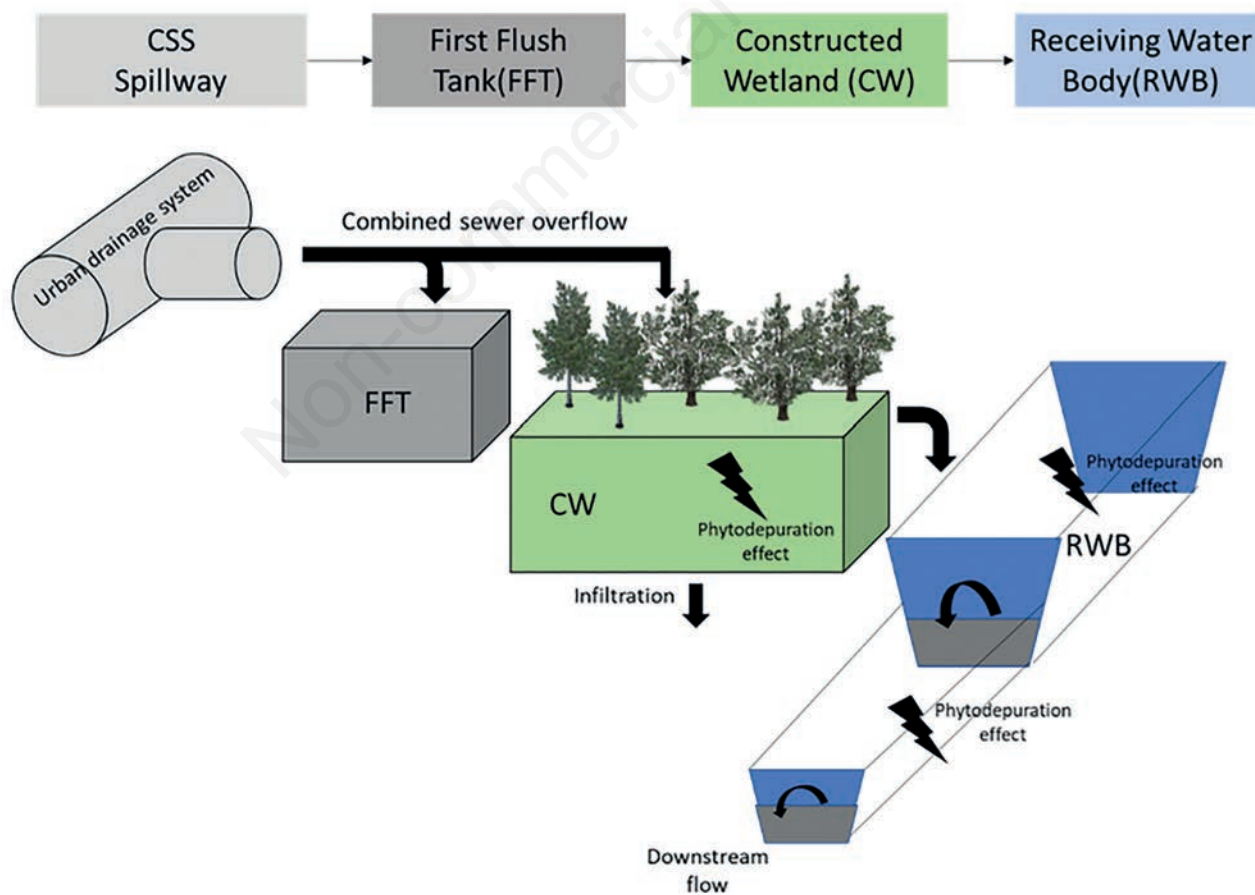 CSS
Spillway
First Flush
Tank(FFT)
Constructed
Wetland (CW)
Receiving Water
Body(RWB)
Non-commercial
Urban drainage system
Combined sewer overflow
FFT
CW
Phytodepuration
effect
Infiltration
Phytodepuration
effect
RWB
Phytodepuration
effect
Downstream
flow